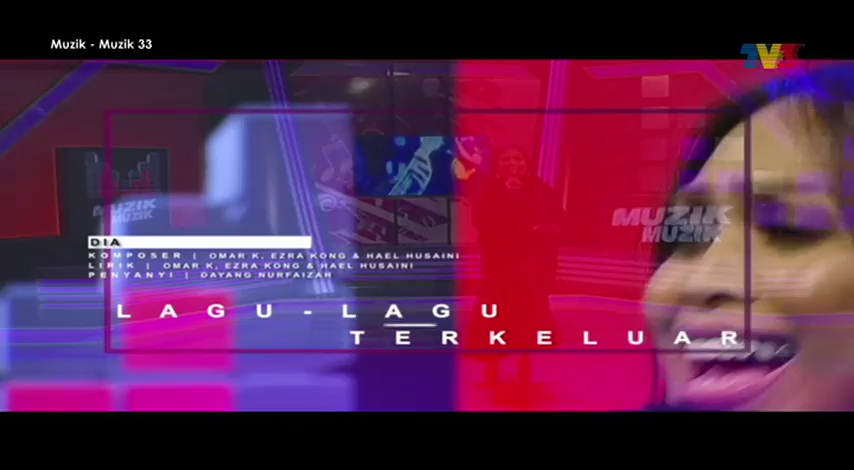 Muzik - Muzik 33
TV3
MUZIK
MUZIK
MUZIK
MUZIK
DIA
KOMPOSER | OMAR K, EZRA KONG & HAEL HUSAINI
LIRIK | OMAR K, EZRA KONG & HAEL HUSAINI
PENYANYI | DAYANG NURFAIZAH
LAGU-LAGU
TERKELUAR